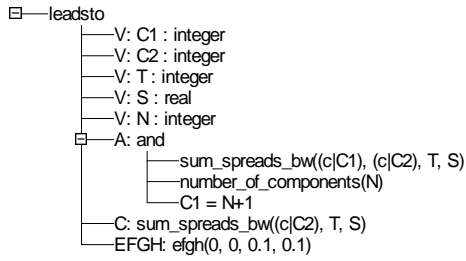 leadsto
V: C1 : integer
V: C2 : integer
V: T : integer
V: S : real
V: N : integer
A: and
sum_spreads_bw((c|C1), (c|C2), T, S)
number_of_components(N)
C1 = N+1
C: sum_spreads_bw((c|C2), T, S)
EFGH: efgh(0, 0, 0.1, 0.1)